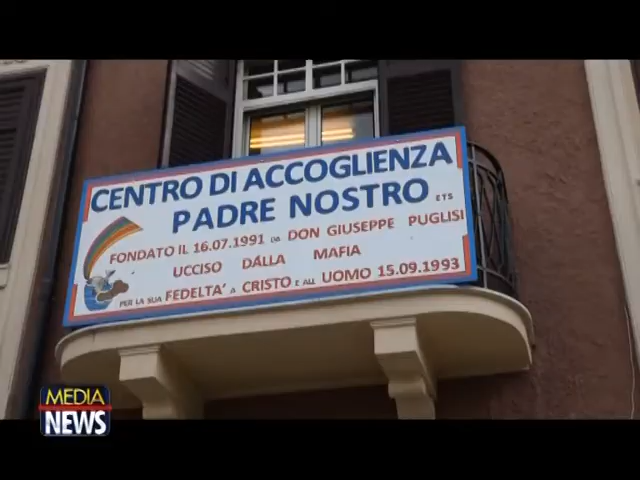 CENTRO DI ACCOGLIENZA
PADRE NOSTRO ETS
FONDATO IL 16.07.1991 DA DON GIUSEPPE PUGLISI
UCCISO DALLA MAFIA
PER LA SUA FEDELTA' A CRISTO E ALL' UOMO 15.09.1993
MEDIA
NEWS